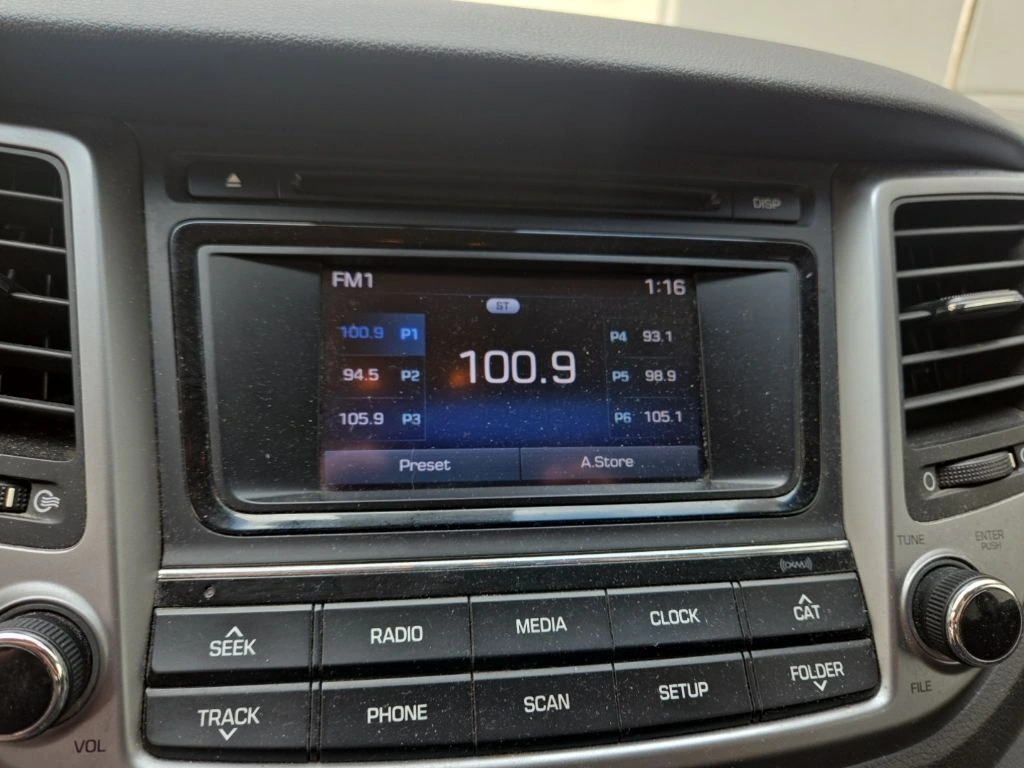 DISP
FM1 1:16
ST
100.9 P1
94.5 P2
105.9 P3
100.9
P4 93.1
P5 98.9
P6 105.1
Preset A.Store
TUNE
ENTER
PUSH
((XM))
SEEK RADIO MEDIA CLOCK CAT
TRACK PHONE SCAN SETUP FOLDER
VOL
FILE
0